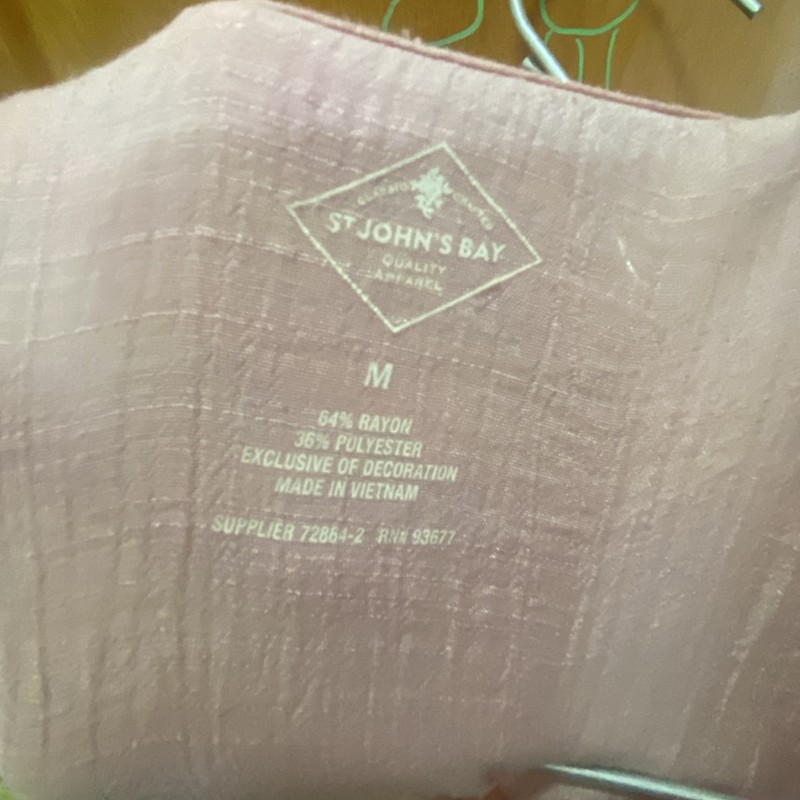 CLASSIC CRAFTED
ST JOHN'S BAY
QUALITY
APPAREL
M
64% RAYON
36% POLYESTER
EXCLUSIVE OF DECORATION
MADE IN VIETNAM
SUPPLIER 72864-2 RN# 93677